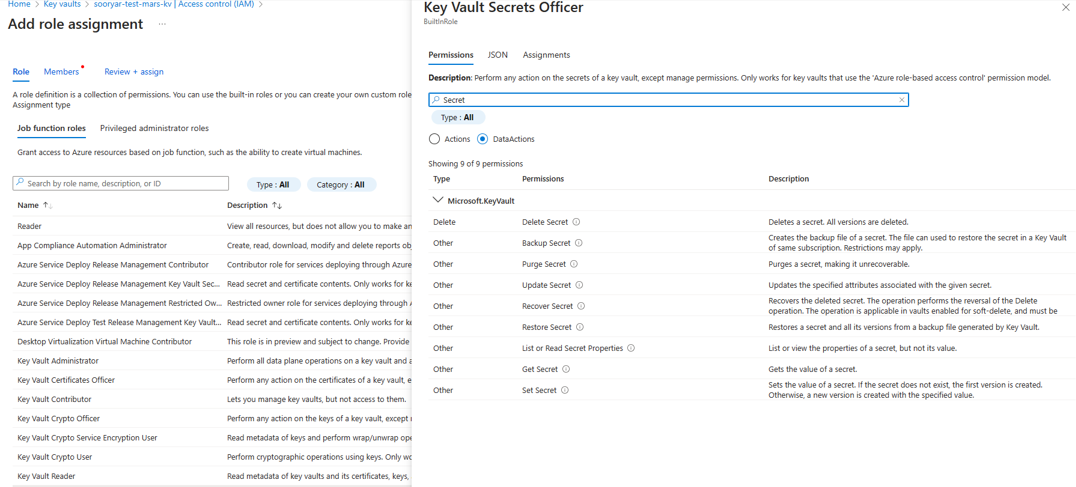 Home > Key vaults > sooryar-test-mars-kv | Access control (IAM) >
Add role assignment ...
Role Members Review + assign
A role definition is a collection of permissions. You can use the built-in roles or you can create your own custom role
Assignment type
Job function roles Privileged administrator roles
Grant access to Azure resources based on job function, such as the ability to create virtual machines.
Search by role name, description, or ID Type : All Category : All
Name ↑ Description ↑↓
Reader View all resources, but does not allow you to make an
App Compliance Automation Administrator Create, read, download, modify and delete reports obj
Azure Service Deploy Release Management Contributor Contributor role for services deploying through Azure
Azure Service Deploy Release Management Key Vault Sec... Read secret and certificate contents. Only works for ke
Azure Service Deploy Release Management Restricted Ow... Restricted owner role for services deploying through A
Azure Service Deploy Test Release Management Key Vault... Read secret and certificate contents. Only works for ke
Desktop Virtualization Virtual Machine Contributor This role is in preview and subject to change. Provide
Key Vault Administrator Perform all data plane operations on a key vault and a
Key Vault Certificates Officer Perform any action on the certificates of a key vault, e
Key Vault Contributor Lets you manage key vaults, but not access to them.
Key Vault Crypto Officer Perform any action on the keys of a key vault, except
Key Vault Crypto Service Encryption User Read metadata of keys and perform wrap/unwrap ope
Key Vault Crypto User Perform cryptographic operations using keys. Only wo
Key Vault Reader Read metadata of key vaults and its certificates, keys,
Key Vault Secrets Officer
BuiltInRole
Permissions JSON Assignments
Description: Perform any action on the secrets of a key vault, except manage permissions. Only works for key vaults that use the 'Azure role-based access control' permission model.
Secret
Type : All
Actions DataActions
Showing 9 of 9 permissions
Type Permissions Description
Microsoft.KeyVault
Delete Delete Secret Deletes a secret. All versions are deleted.
Other Backup Secret Creates the backup file of a secret. The file can used to restore the secret in a Key Vault
of same subscription. Restrictions may apply.
Other Purge Secret Purges a secret, making it unrecoverable.
Other Update Secret Updates the specified attributes associated with the given secret.
Other Recover Secret Recovers the deleted secret. The operation performs the reversal of the Delete
operation. The operation is applicable in vaults enabled for soft-delete, and must be
Other Restore Secret Restores a secret and all its versions from a backup file generated by Key Vault.
Other List or Read Secret Properties List or view the properties of a secret, but not its value.
Other Get Secret Gets the value of a secret.
Other Set Secret Sets the value of a secret. If the secret does not exist, the first version is created.
Otherwise, a new version is created with the specified value.